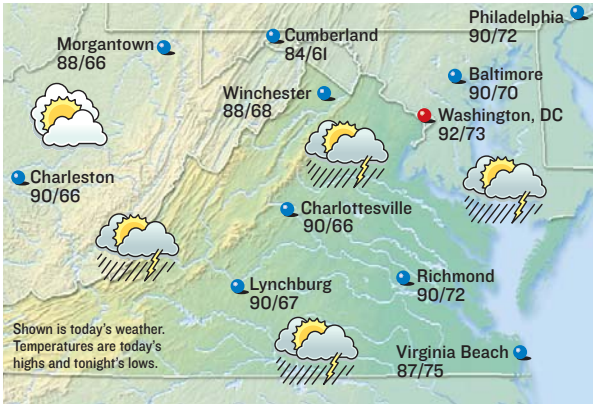 Philadelphia
90/72
Morgantown
88/66
Cumberland
84/61
Baltimore
90/70
Winchester
88/68
Washington, DC
92/73
Charleston
90/66
Charlottesville
90/66
Lynchburg
90/67
Richmond
90/72
Shown is today's weather.
Temperatures are today's
highs and tonight's lows.
Virginia Beach
87/75